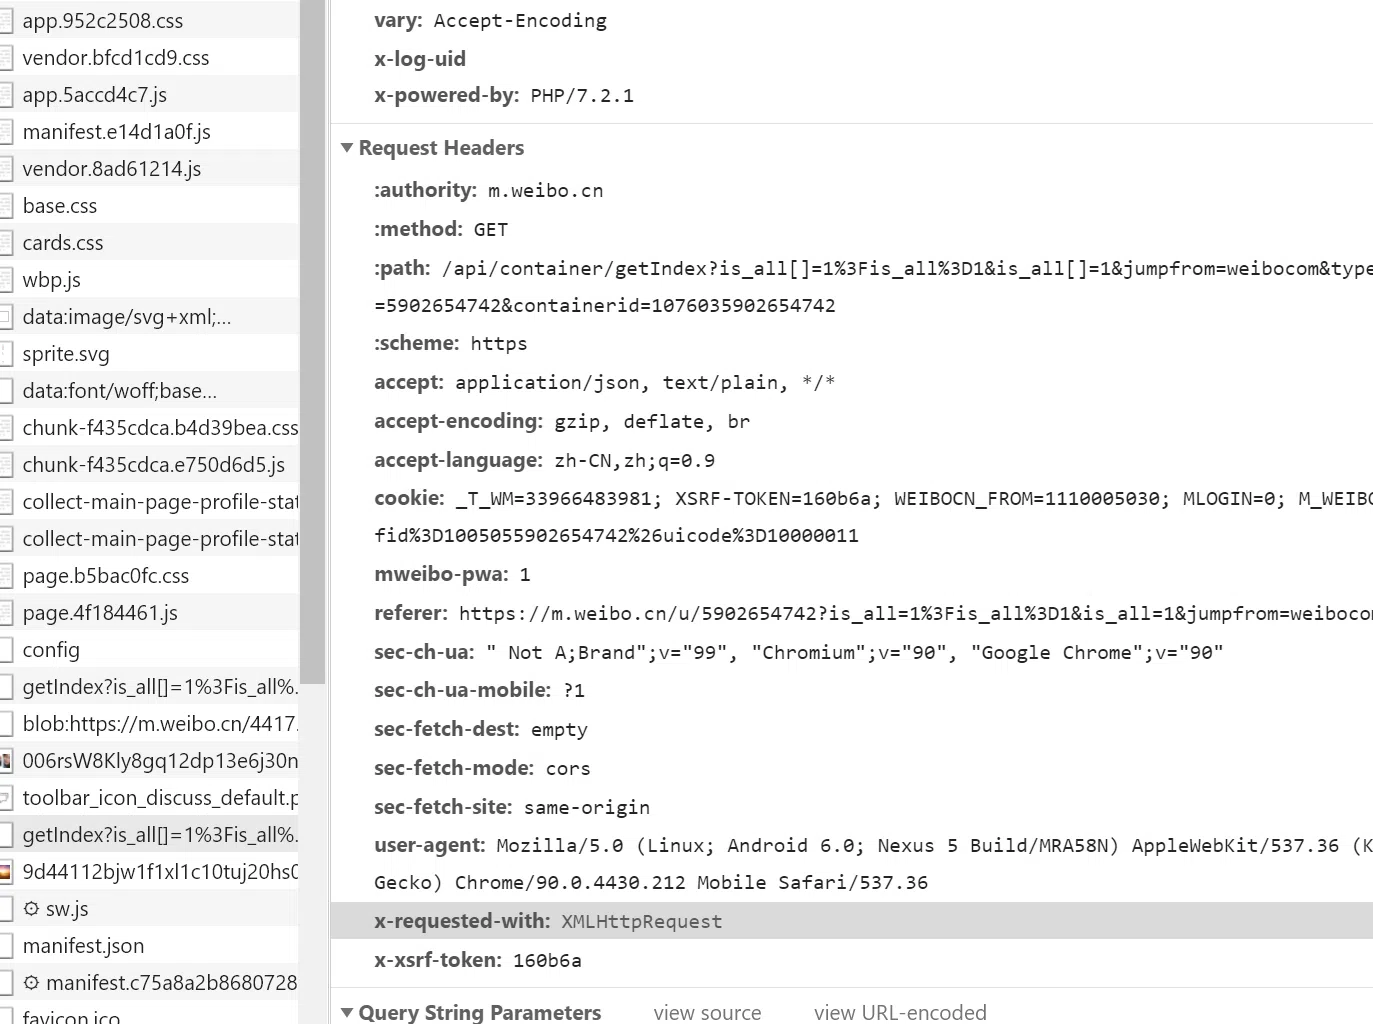 app.952c2508.css
vendor.bfcd1cd9.css
app.5accd4c7.js
manifest.e14d1a0f.js
vendor.8ad61214.js
base.css
cards.css
wbp.js
data:image/svg+xml;...
sprite.svg
data:font/woff;base...
chunk-f435cdca.b4d39bea.css
chunk-f435cdca.e750d6d5.js
collect-main-page-profile-stat
collect-main-page-profile-stat
page.b5bac0fc.css
page.4f184461.js
config
getIndex?is_all[]=1%3Fis_all%.
blob:https://m.weibo.cn/4417.
006rsW8Kly8gq12dp13e6j30n
toolbar_icon_discuss_default.p
getIndex?is_all[]=1%3Fis_all%.
9d44112bjw1f1xl1c10tuj20hs0
sw.js
manifest.json
manifest.c75a8a2b8680728
favicon.ico
vary: Accept-Encoding
x-log-uid
x-powered-by: PHP/7.2.1
Request Headers
:authority: m.weibo.cn
:method: GET
:path: /api/container/getIndex?is_all[]=1%3Fis_all%3D1&is_all[]=1&jumpfrom=weibocom&type
=5902654742&containerid=1076035902654742
:scheme: https
accept: application/json, text/plain, */*
accept-encoding: gzip, deflate, br
accept-language: zh-CN,zh;q=0.9
cookie: _T_WM=33966483981; XSRF-TOKEN=160b6a; WEIBOCN_FROM=1110005030; MLOGIN=0; M_WEIBC
fid%3D1005055902654742%26uicode%3D10000011
mweibo-pwa: 1
referer: https://m.weibo.cn/u/5902654742?is_all=1%3Fis_all%3D1&is_all=1&jumpfrom=weibocom
sec-ch-ua: " Not A;Brand";v="99", "Chromium";v="90", "Google Chrome";v="90"
sec-ch-ua-mobile: ?1
sec-fetch-dest: empty
sec-fetch-mode: cors
sec-fetch-site: same-origin
user-agent: Mozilla/5.0 (Linux; Android 6.0; Nexus 5 Build/MRA58N) AppleWebKit/537.36 (K
Gecko) Chrome/90.0.4430.212 Mobile Safari/537.36
x-requested-with: XMLHttpRequest
x-xsrf-token: 160b6a
Query String Parameters view source view URL-encoded